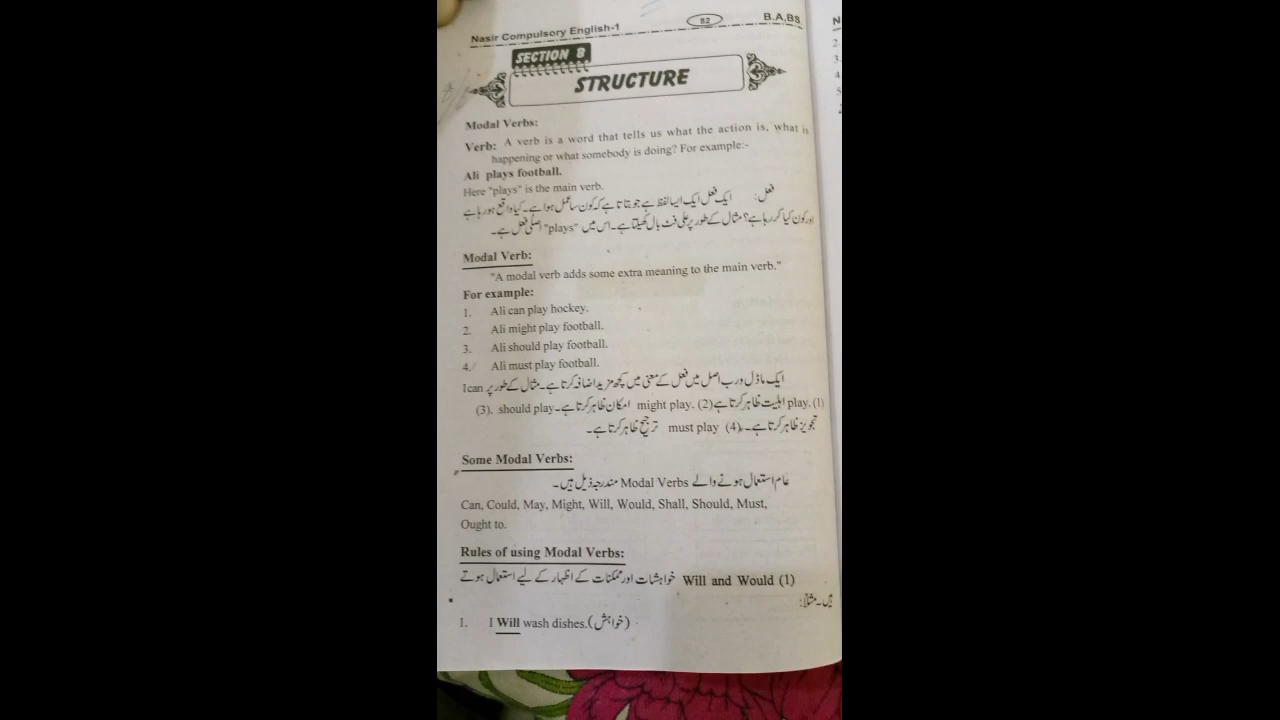 Nasir Compulsory English-1 82 B.A,BS
SECTION 8
STRUCTURE
Modal Verbs:
Verb: A verb is a word that tells us what the action is, what is
happening or what somebody is doing? For example:-
Ali plays football.
Here "plays" is the main verb.
فعل: ایک فعل ایک ایسا لفظ ہے جو بتاتا ہے کہ کون سا عمل ہوا ہے۔ کیا واقع ہو رہا ہے
اور کون کیا کر رہا ہے؟ مثال کے طور پر علی فٹ بال کھیلتا ہے۔ اس میں "plays" اصلی فعل ہے۔
Modal Verb:
"A modal verb adds some extra meaning to the main verb."
For example:
1. Ali can play hockey.
2. Ali might play football.
3. Ali should play football.
4. Ali must play football.
ایک ماڈل ورب اصل میں فعل کے معنی میں کچھ مزید اضافہ کرتا ہے۔ مثال کے طور پر I can
(1) play. اہلیت ظاہر کرتا ہے (2) might play. امکان ظاہر کرتا ہے۔ (3). should play
تجویز ظاہر کرتا ہے۔ (4) must play ترجیح ظاہر کرتا ہے۔
Some Modal Verbs:
عام استعمال ہونے والے Modal Verbs مندرجہ ذیل ہیں۔
Can, Could, May, Might, Will, Would, Shall, Should, Must,
Ought to.
Rules of using Modal Verbs:
(1) Will and Would خواہشات اور ممکنات کے اظہار کے لیے استعمال ہوتے
ہیں۔ مثلاً:
1. I Will wash dishes.(خواہش)